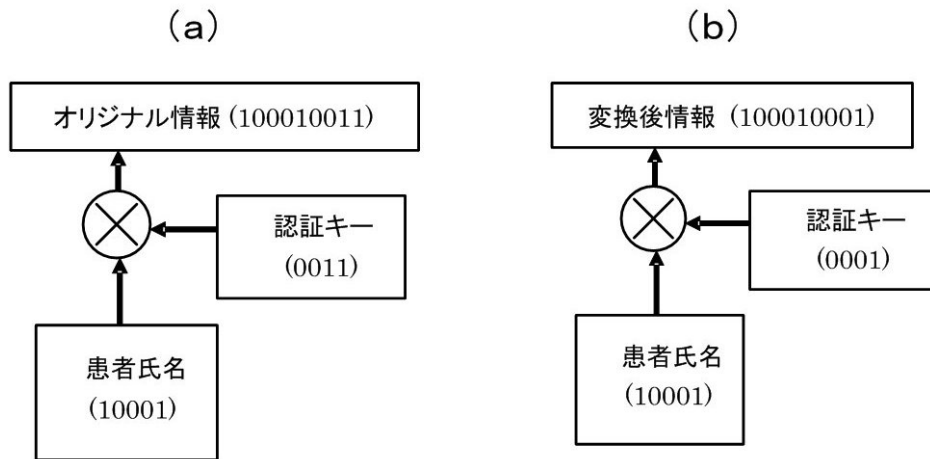 (a)
オリジナル情報 (100010011)
認証キー
(0011)
患者氏名
(10001)
(b)
変換後情報 (100010001)
認証キー
(0001)
患者氏名
(10001)